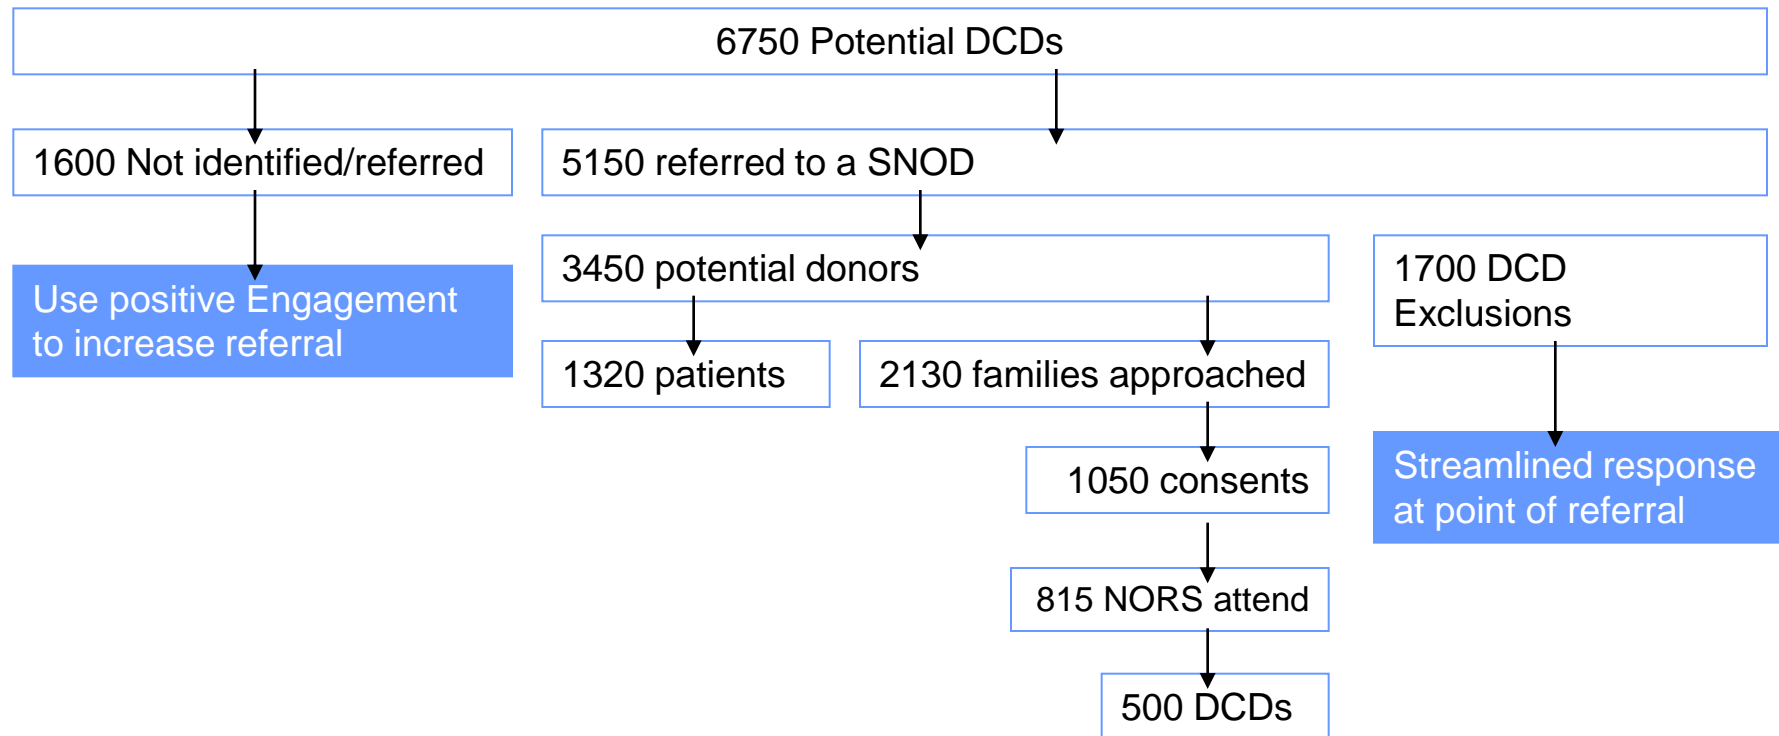 6750 Potential DCDs
1600 Not identified/referred
5150 referred to a SNOD
Use positive Engagement
to increase referral
3450 potential donors
1700 DCD
Exclusions
1320 patients
2130 families approached
1050 consents
Streamlined response
at point of referral
815 NORS attend
500 DCDs